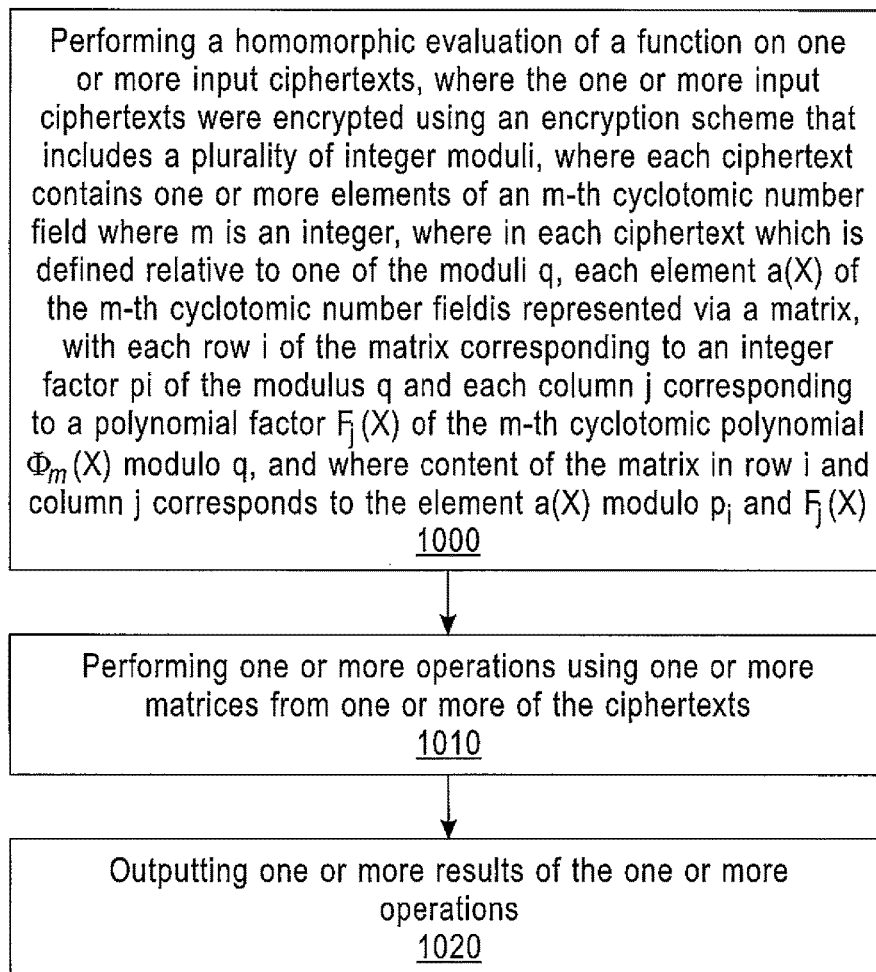 Performing a homomorphic evaluation of a function on one
or more input ciphertexts, where the one or more input
ciphertexts were encrypted using an encryption scheme that
includes a plurality of integer moduli, where each ciphertext
contains one or more elements of an m-th cyclotomic number
field where m is an integer, where in each ciphertext which is
defined relative to one of the moduli q, each element a(X) of
the m-th cyclotomic number fieldis represented via a matrix,
with each row i of the matrix corresponding to an integer
factor pi of the modulus q and each column j corresponding
to a polynomial factor Fⱼ(X) of the m-th cyclotomic polynomial
Φₘ(X) modulo q, and where content of the matrix in row i and
column j corresponds to the element a(X) modulo pᵢ and Fⱼ(X)
1000
Performing one or more operations using one or more
matrices from one or more of the ciphertexts
1010
Outputting one or more results of the one or more
operations
1020